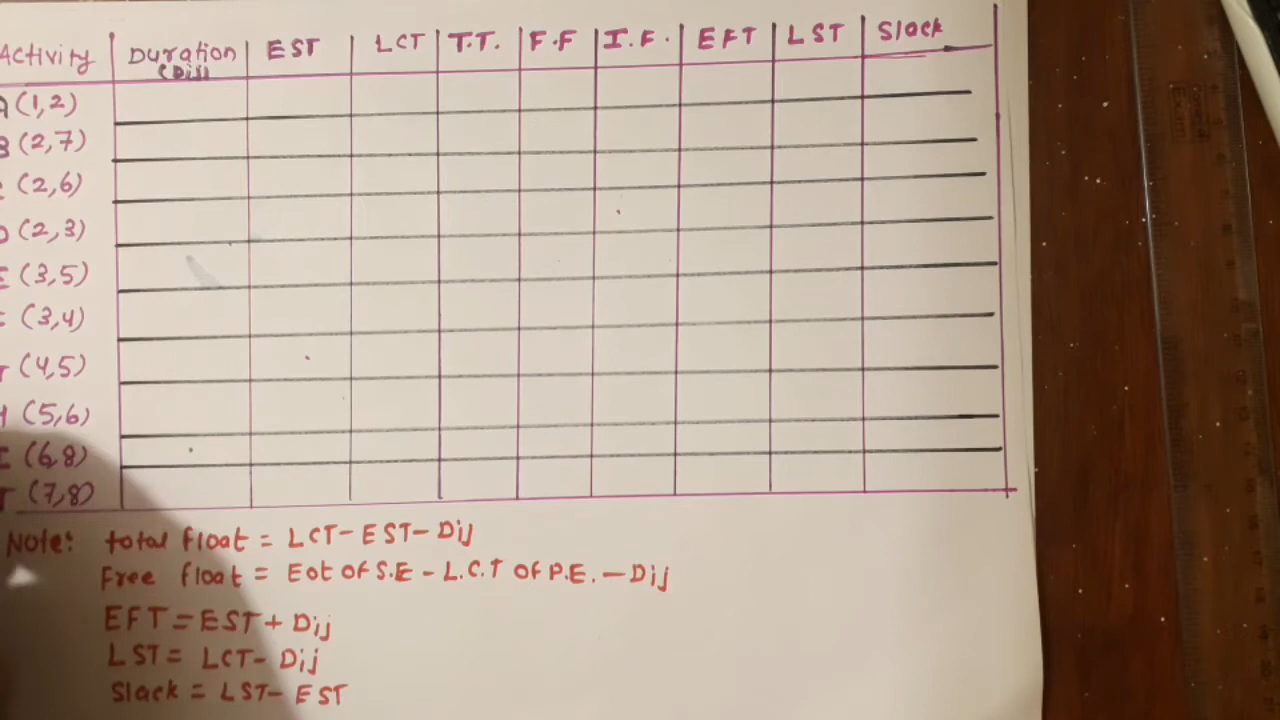 Activity Duration EST LCT T.T. F.F I.F. EFT LST Slack
(Dis)
A (1,2)
B (2,7)
(2,6)
D (2,3)
E (3,5)
(3,4)
(4,5)
H (5,6)
I (6,8)
(7,8)
Note: total float = LCT - EST - Dij
Free float = Eot of S.E - L.C.T of P.E. - Dij
EFT = EST + Dij
LST = LCT - Dij
Slack = LST - EST